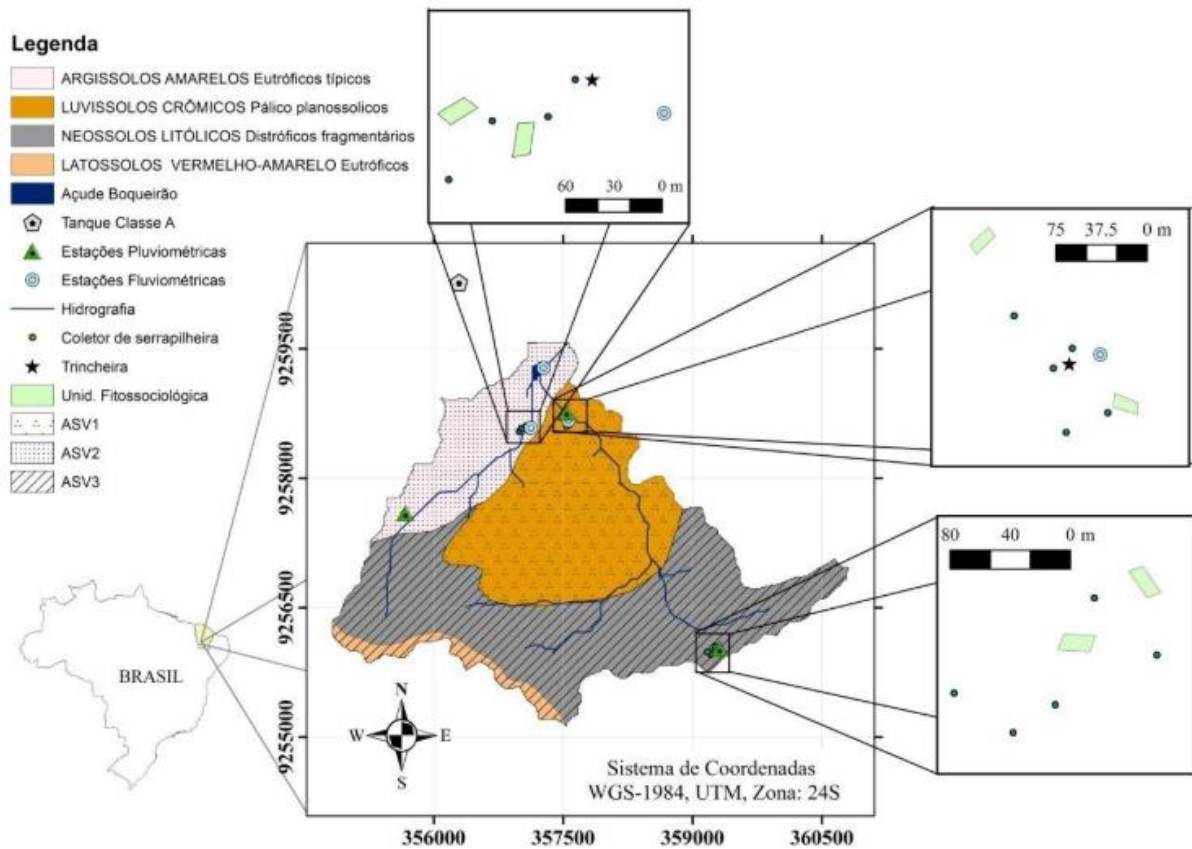 Legenda
ARGISSOLOS AMARELOS Eutróficos típicos
LUVISSOLOS CRÔMICOS Pálico planossolicos
NEOSSOLOS LITÓLICOS Distróficos fragmentários
LATOSSOLOS VERMELHO-AMARELO Eutróficos
Açude Boqueirão
Tanque Classe A
Estações Pluviométricas
Estações Fluviométricas
Hidrografia
Coletor de serrapilheira
Trincheira
Unid. Fitossociológica
ASV1
ASV2
ASV3
60 30 0 m
75 37.5 0 m
80 40 0 m
9259500
9258000
9256500
9255000
BRASIL
N
W E
S
Sistema de Coordenadas
WGS-1984, UTM, Zona: 24S
356000 357500 359000 360500